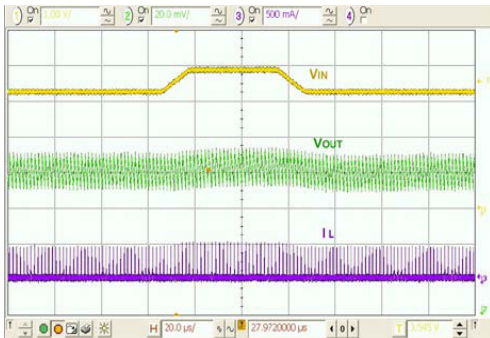 1 On 1.00 V/ 2 On 20.0 mV/ 3 On 500 mA/ 4 On
VIN
VOUT
IL
H 20.0 µs/ 27.9720000 µs 0 T 3.545 V